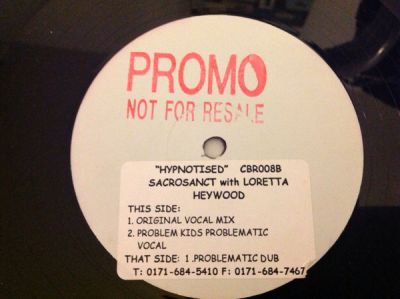 PROMO
NOT FOR RESALE
"HYPNOTISED" CBR008B
SACROSANCT with LORETTA
HEYWOOD
THIS SIDE:
1. ORIGINAL VOCAL MIX
2. PROBLEM KIDS PROBLEMATIC
VOCAL
THAT SIDE: 1 .PROBLEMATIC DUB
T: 0171-684-5410 F: 0171-684-7467